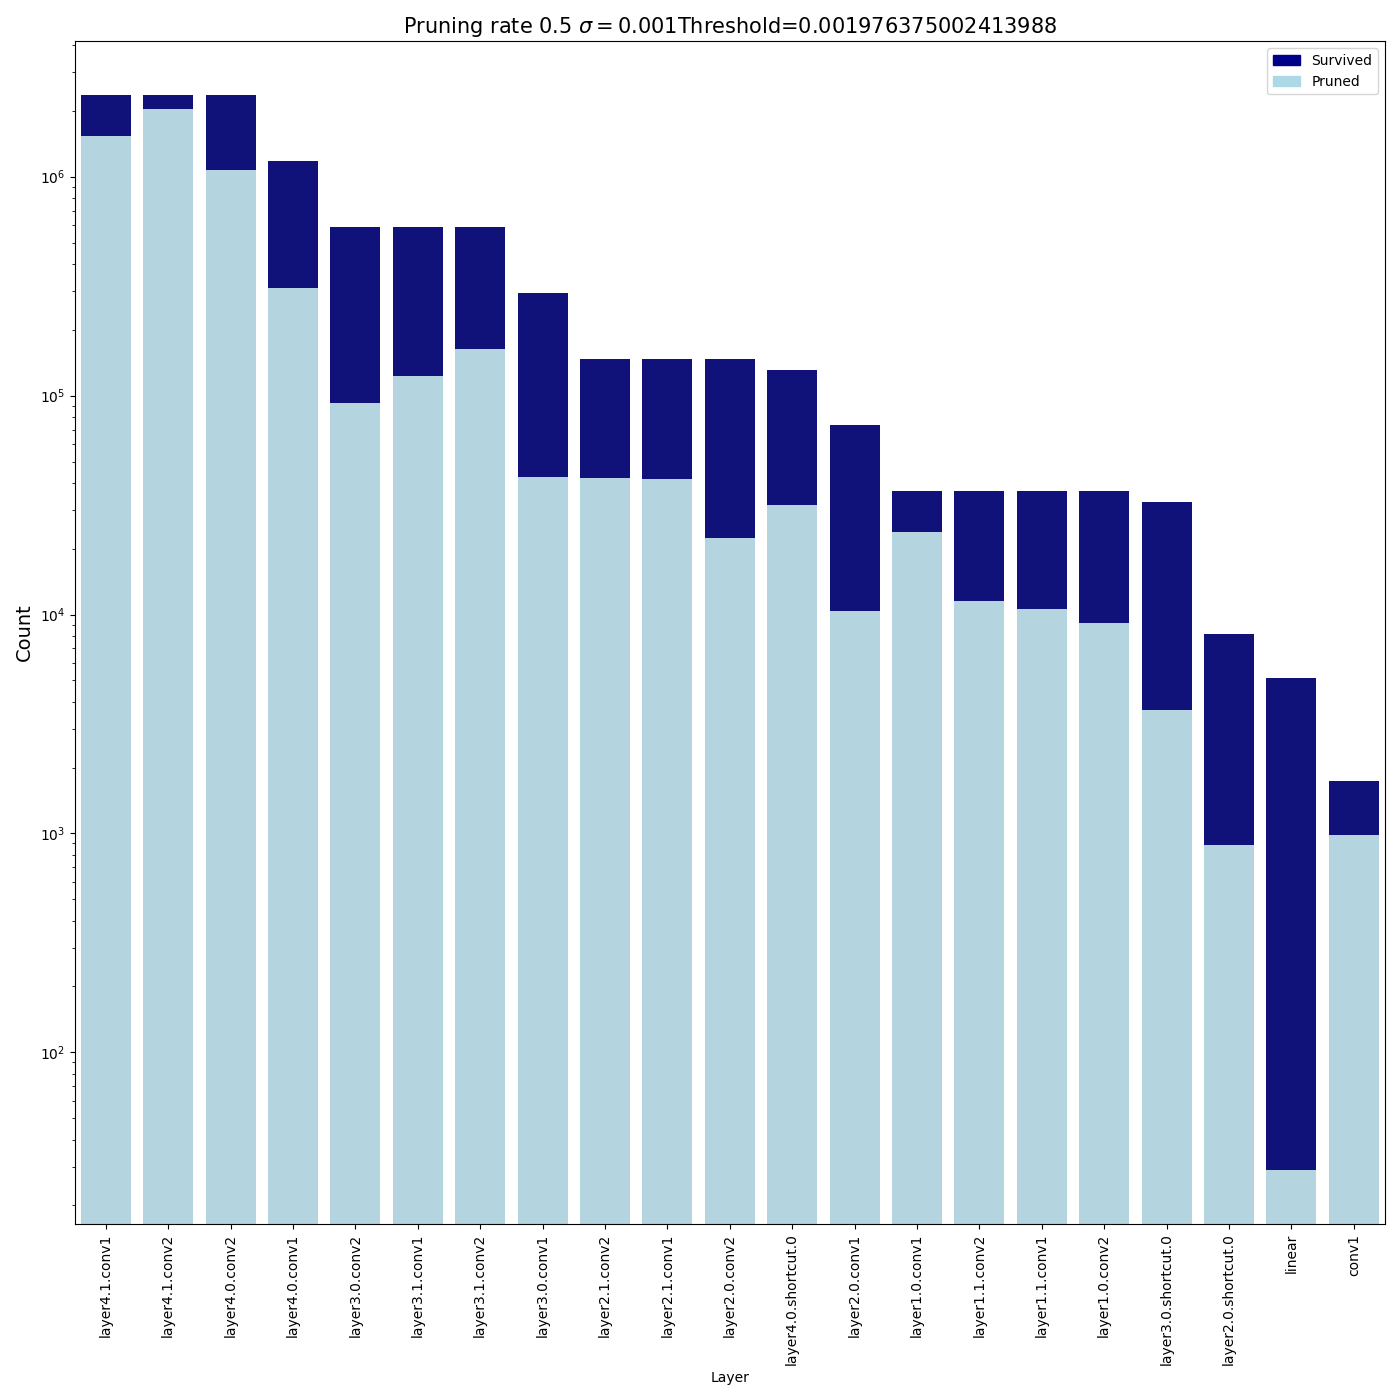 Pruning rate 0.5 σ = 0.001Threshold=0.001976375002413988
Survived
Pruned
Count
10^6
10^5
10^4
10^3
10^2
layer4.1.conv1
layer4.1.conv2
layer4.0.conv2
layer4.0.conv1
layer3.0.conv2
layer3.1.conv1
layer3.1.conv2
layer3.0.conv1
layer2.1.conv2
layer2.1.conv1
layer2.0.conv2
layer4.0.shortcut.0
layer2.0.conv1
layer1.0.conv1
layer1.1.conv2
layer1.1.conv1
layer1.0.conv2
layer3.0.shortcut.0
layer2.0.shortcut.0
linear
conv1
Layer